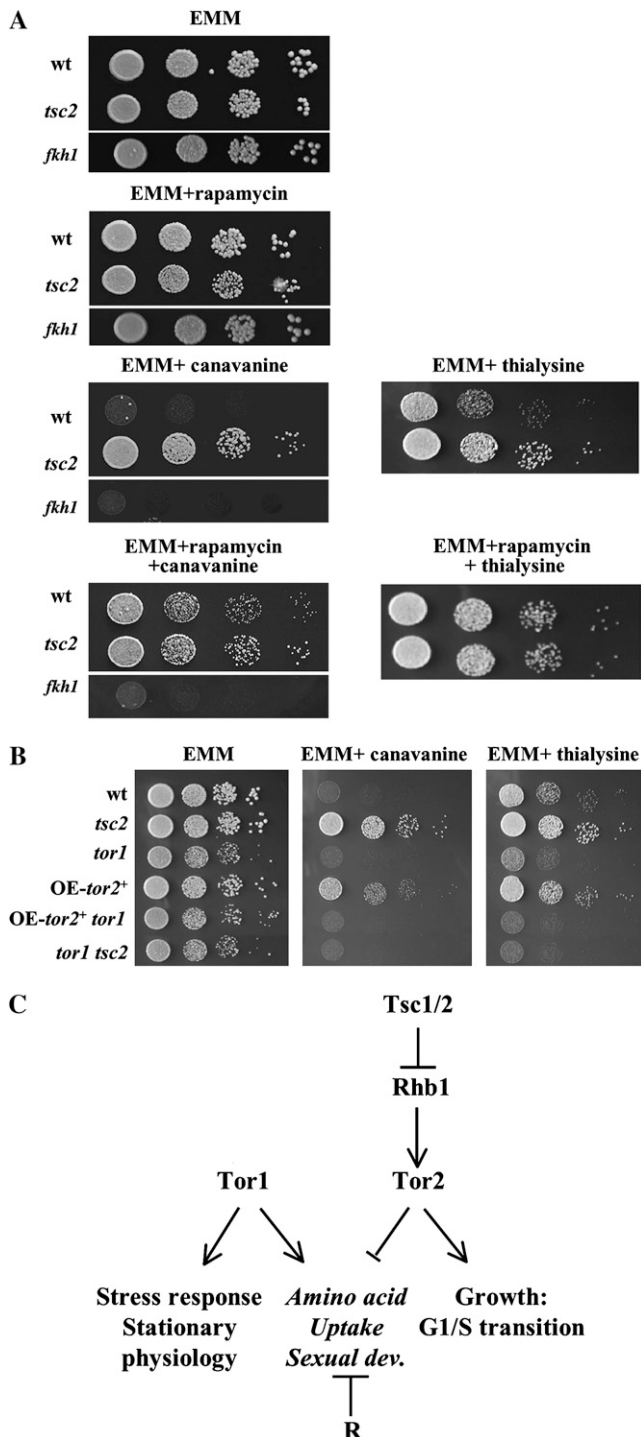 A
EMM
wt
tsc2
fkh1
EMM+rapamycin
wt
tsc2
fkh1
EMM+ canavanine
EMM+ thialysine
wt
tsc2
fkh1
EMM+rapamycin
+canavanine
EMM+rapamycin
+ thialysine
wt
tsc2
fkh1
B
EMM
EMM+ canavanine
EMM+ thialysine
wt
tsc2
tor1
OE-tor2+
OE-tor2+ tor1
tor1 tsc2
C
Tsc1/2
Rhb1
Tor1
Tor2
Stress response
Stationary
physiology
Amino acid
Uptake
Sexual dev.
Growth:
G1/S transition
R